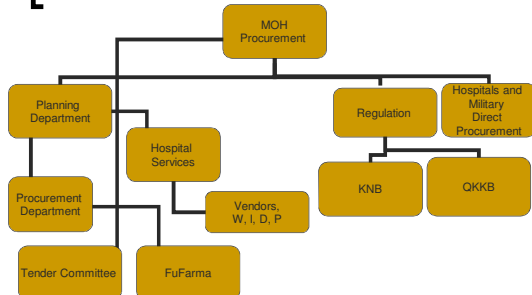 MOH
Procurement
Planning
Department
Regulation
Hospitals and
Military
Direct
Procurement
Hospital
Services
KNB
QKKB
Procurement
Department
Vendors,
W, I, D, P
Tender Committee
FuFarma